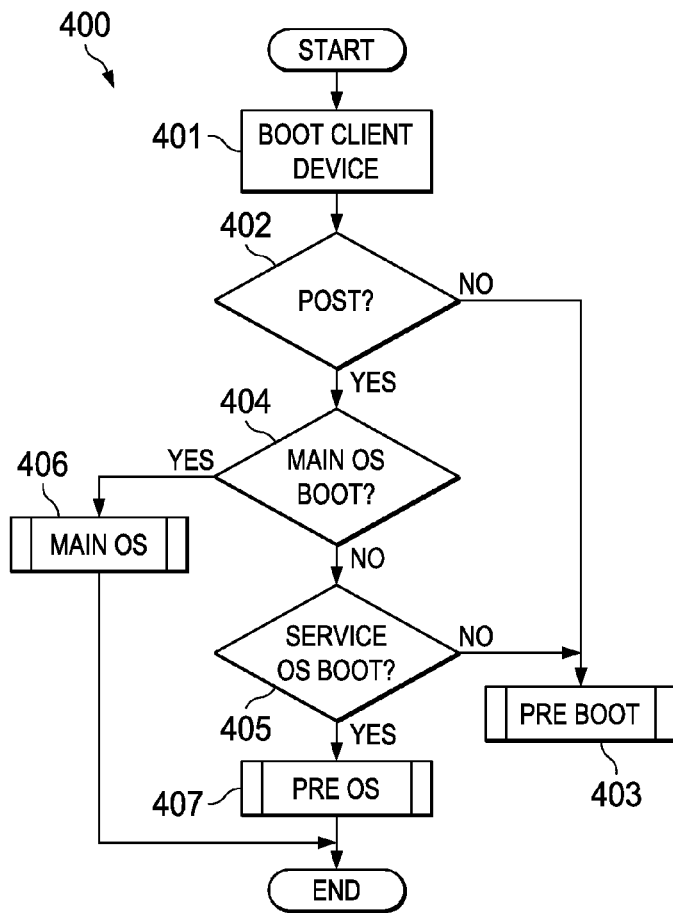 400
START
401
BOOT CLIENT
DEVICE
402
POST?
NO
YES
404
MAIN OS
BOOT?
YES
406
MAIN OS
NO
SERVICE
OS BOOT?
NO
405
YES
PRE BOOT
403
407
PRE OS
END